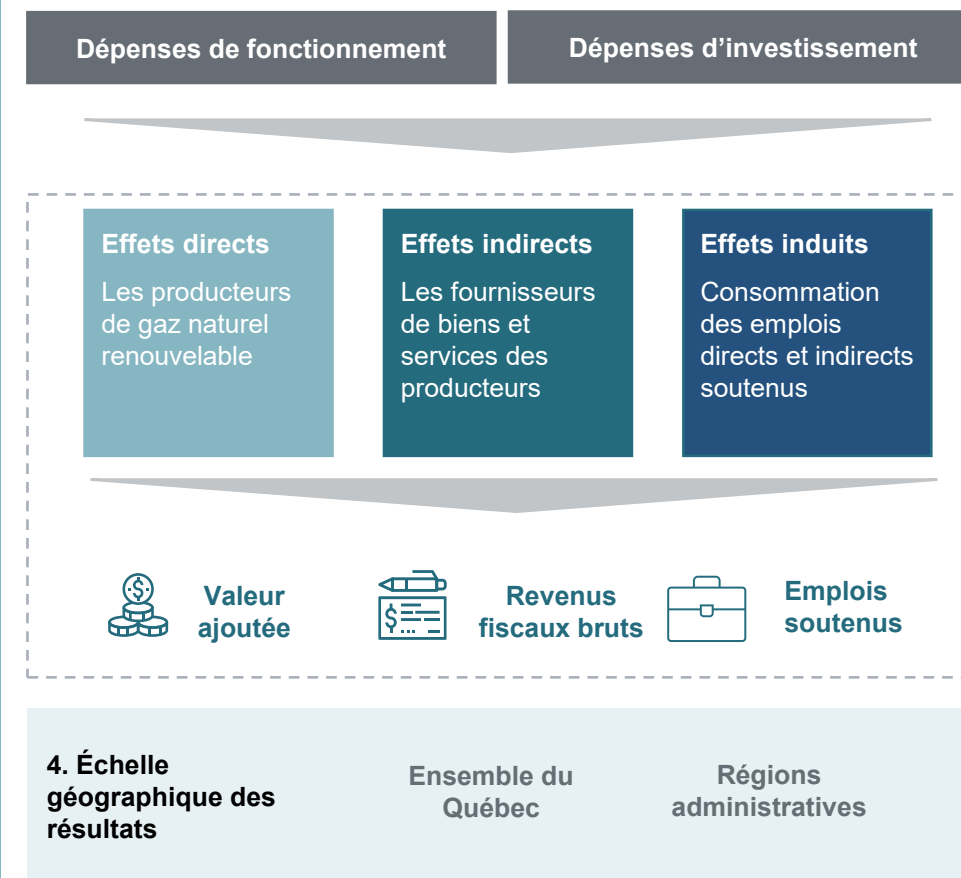 Dépenses de fonctionnement
Dépenses d’investissement
Effets directs
Les producteurs
de gaz naturel
renouvelable
Effets indirects
Les fournisseurs
de biens et
services des
producteurs
Effets induits
Consommation
des emplois
directs et indirects
soutenus
$
Valeur
ajoutée
$
Revenus
fiscaux bruts
Emplois
soutenus
4. Échelle
géographique des
résultats
Ensemble du
Québec
Régions
administratives